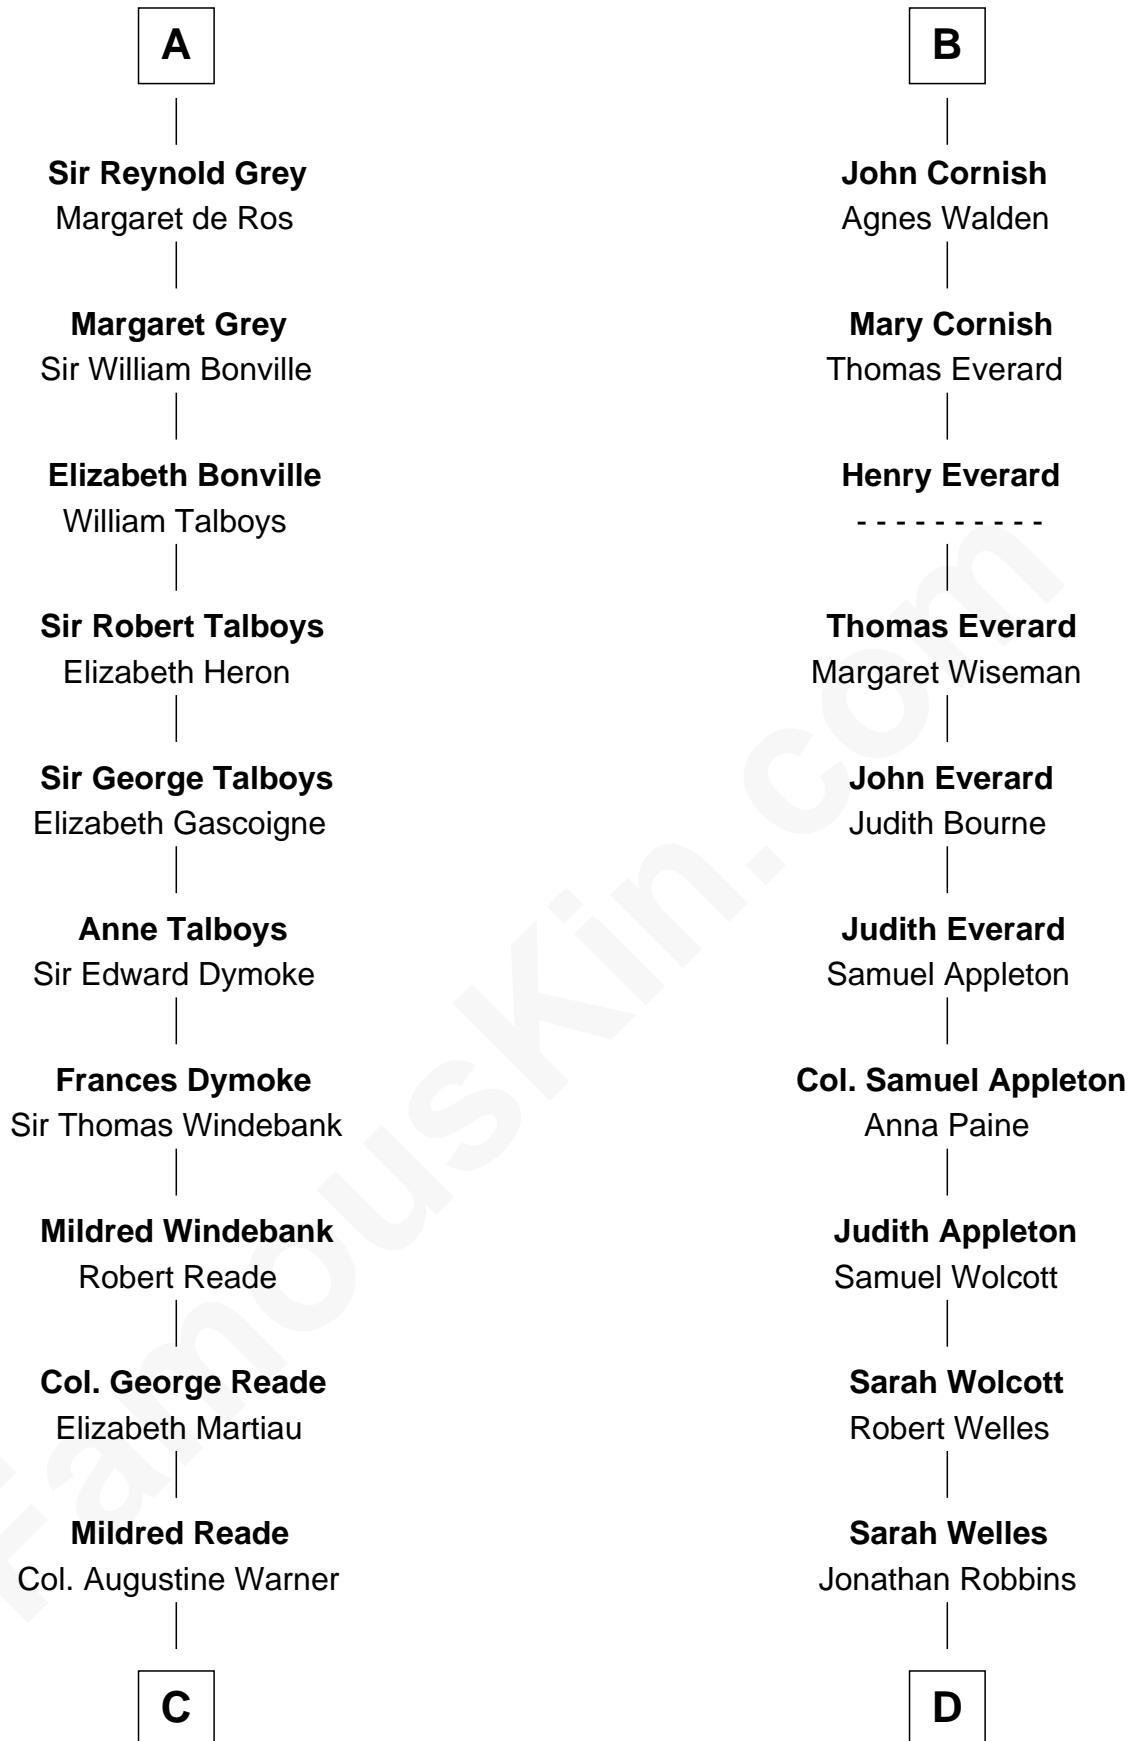 A
Sir Reynold Grey
Margaret de Ros
Margaret Grey
Sir William Bonville
Elizabeth Bonville
William Talboys
Sir Robert Talboys
Elizabeth Heron
Sir George Talboys
Elizabeth Gascoigne
Anne Talboys
Sir Edward Dymoke
Frances Dymoke
Sir Thomas Windebank
Mildred Windebank
Robert Reade
Col. George Reade
Elizabeth Martiau
Mildred Reade
Col. Augustine Warner
C
B
John Cornish
Agnes Walden
Mary Cornish
Thomas Everard
Henry Everard
- - - - - - - - - -
Thomas Everard
Margaret Wiseman
John Everard
Judith Bourne
Judith Everard
Samuel Appleton
Col. Samuel Appleton
Anna Paine
Judith Appleton
Samuel Wolcott
Sarah Wolcott
Robert Welles
Sarah Welles
Jonathan Robbins
D
FamousKin.com